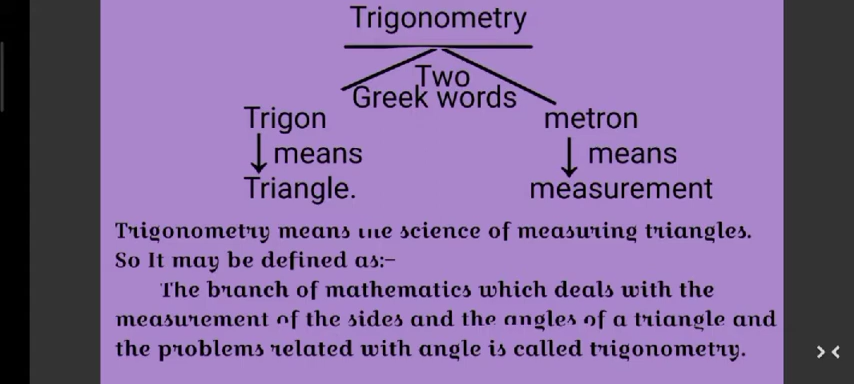 Trigonometry
Two
Greek words
Trigon metron
means means
Triangle. measurement
Trigonometry means the science of measuring triangles.
So It may be defined as:-
The branch of mathematics which deals with the
measurement of the sides and the angles of a triangle and
the problems related with angle is called trigonometry.